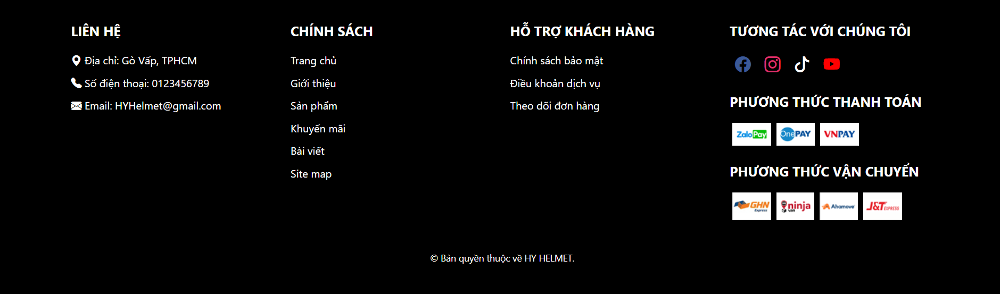 LIÊN HỆ
Địa chỉ: Gò Vấp, TPHCM
Số điện thoại: 0123456789
Email: HYHelmet@gmail.com
CHÍNH SÁCH
Trang chủ
Giới thiệu
Sản phẩm
Khuyến mãi
Bài viết
Site map
HỖ TRỢ KHÁCH HÀNG
Chính sách bảo mật
Điều khoản dịch vụ
Theo dõi đơn hàng
TƯƠNG TÁC VỚI CHÚNG TÔI
PHƯƠNG THỨC THANH TOÁN
ZaloPay OnePAY VNPAY
PHƯƠNG THỨC VẬN CHUYỂN
GHN Express ninja van Ahamove J&T EXPRESS
© Bản quyền thuộc về HY HELMET.